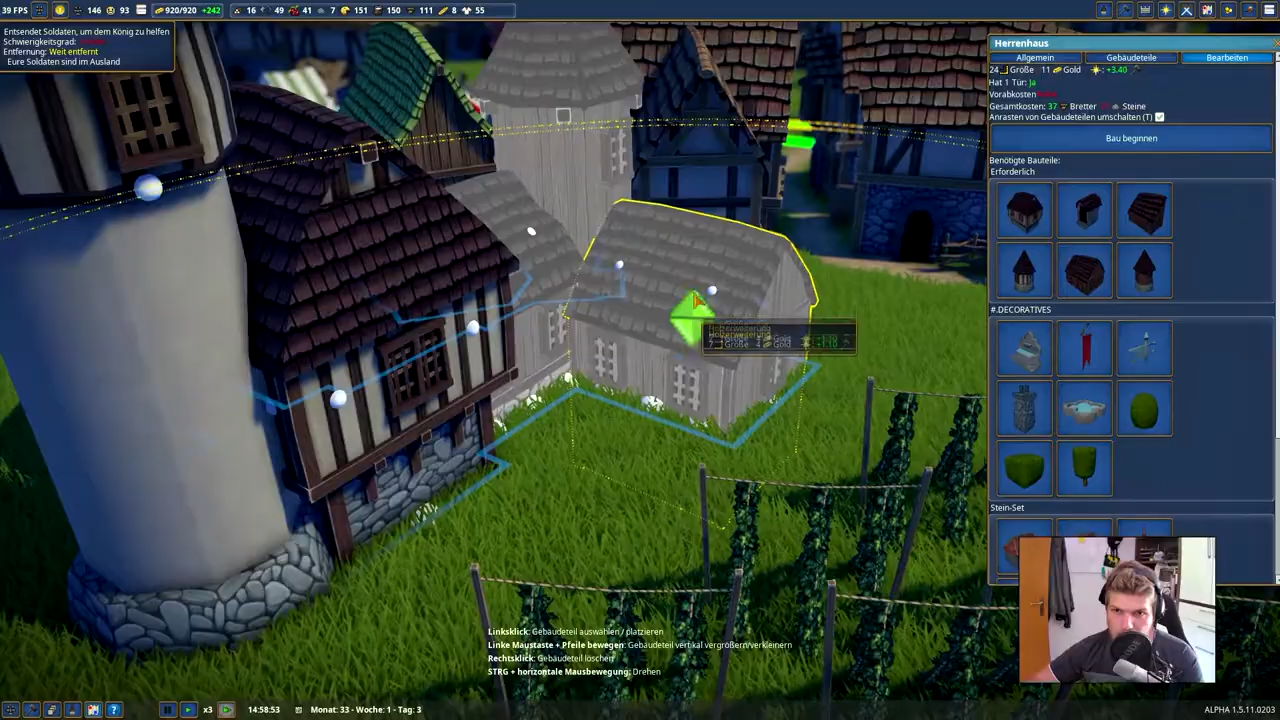 39 FPS 146 93 920/920 +242 16 49 41 7 151 150 111 8 55
Entsendet Soldaten, um dem König zu helfen
Schwierigkeitsgrad:
Entfernung: Weit entfernt
Eure Soldaten sind im Ausland
Herrenhaus
Allgemein Gebäudeteile Bearbeiten
24 Größe 11 Gold : +3.40
Hat 1 Tür: Ja
Vorabkosten
Gesamtkosten: 37 Bretter Steine
Anrasten von Gebäudeteilen umschalten (T)
Bau beginnen
Benötigte Bauteile:
Erforderlich
#.DECORATIVES
Stein-Set
Holzerweiterung
7 Größe 4 Gold
Linksklick: Gebäudeteil auswählen / platzieren
Linke Maustaste + Pfeile bewegen: Gebäudeteil vertikal vergrößern/verkleinern
Rechtsklick: Gebäudeteil löschen
STRG + horizontale Mausbewegung: Drehen
x3 14:58:53 Monat: 33 - Woche: 1 - Tag: 3
ALPHA 1.5.11.0203